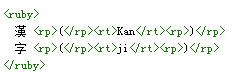 <ruby>
  漢 <rp>(</rp><rt>Kan</rt><rp>)</rp>
  字 <rp>(</rp><rt>ji</rt><rp>)</rp>
</ruby>